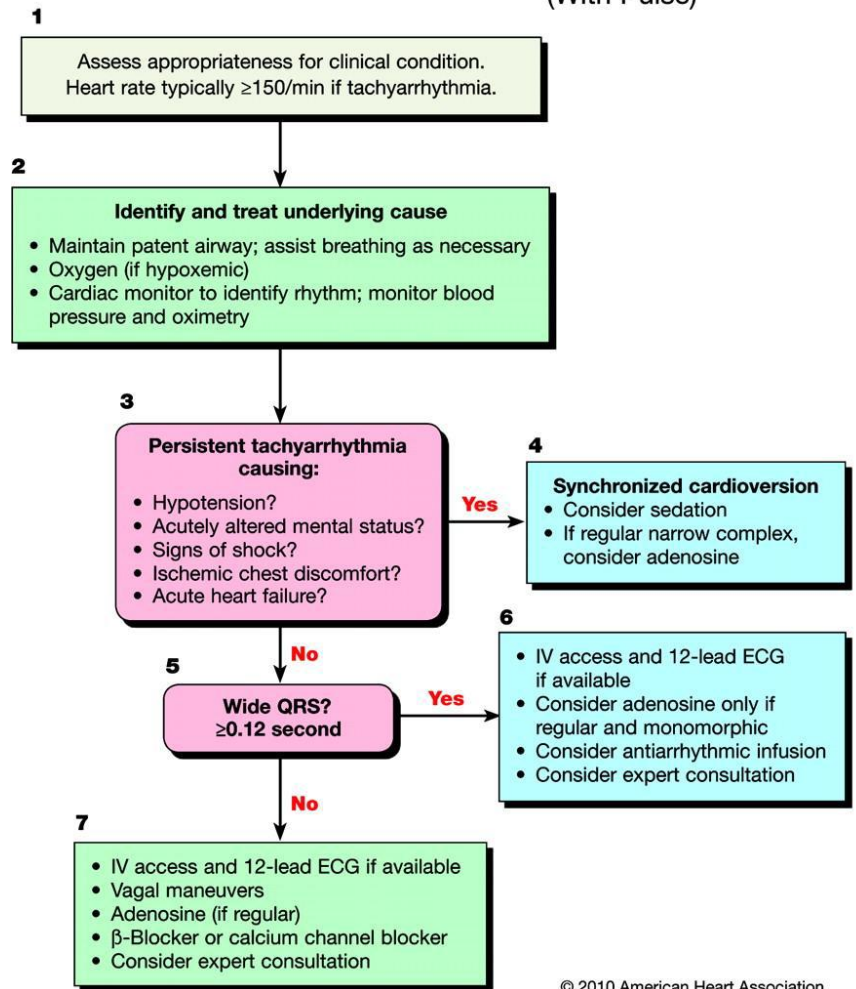 (With Pulse)
1
Assess appropriateness for clinical condition.
Heart rate typically ≥150/min if tachyarrhythmia.
2
Identify and treat underlying cause
• Maintain patent airway; assist breathing as necessary
• Oxygen (if hypoxemic)
• Cardiac monitor to identify rhythm; monitor blood
pressure and oximetry
3
Persistent tachyarrhythmia
causing:
• Hypotension?
• Acutely altered mental status?
• Signs of shock?
• Ischemic chest discomfort?
• Acute heart failure?
Yes
4
Synchronized cardioversion
• Consider sedation
• If regular narrow complex,
consider adenosine
No
5
Wide QRS?
≥0.12 second
Yes
6
• IV access and 12-lead ECG
if available
• Consider adenosine only if
regular and monomorphic
• Consider antiarrhythmic infusion
• Consider expert consultation
No
7
• IV access and 12-lead ECG if available
• Vagal maneuvers
• Adenosine (if regular)
• β-Blocker or calcium channel blocker
• Consider expert consultation
© 2010 American Heart Association